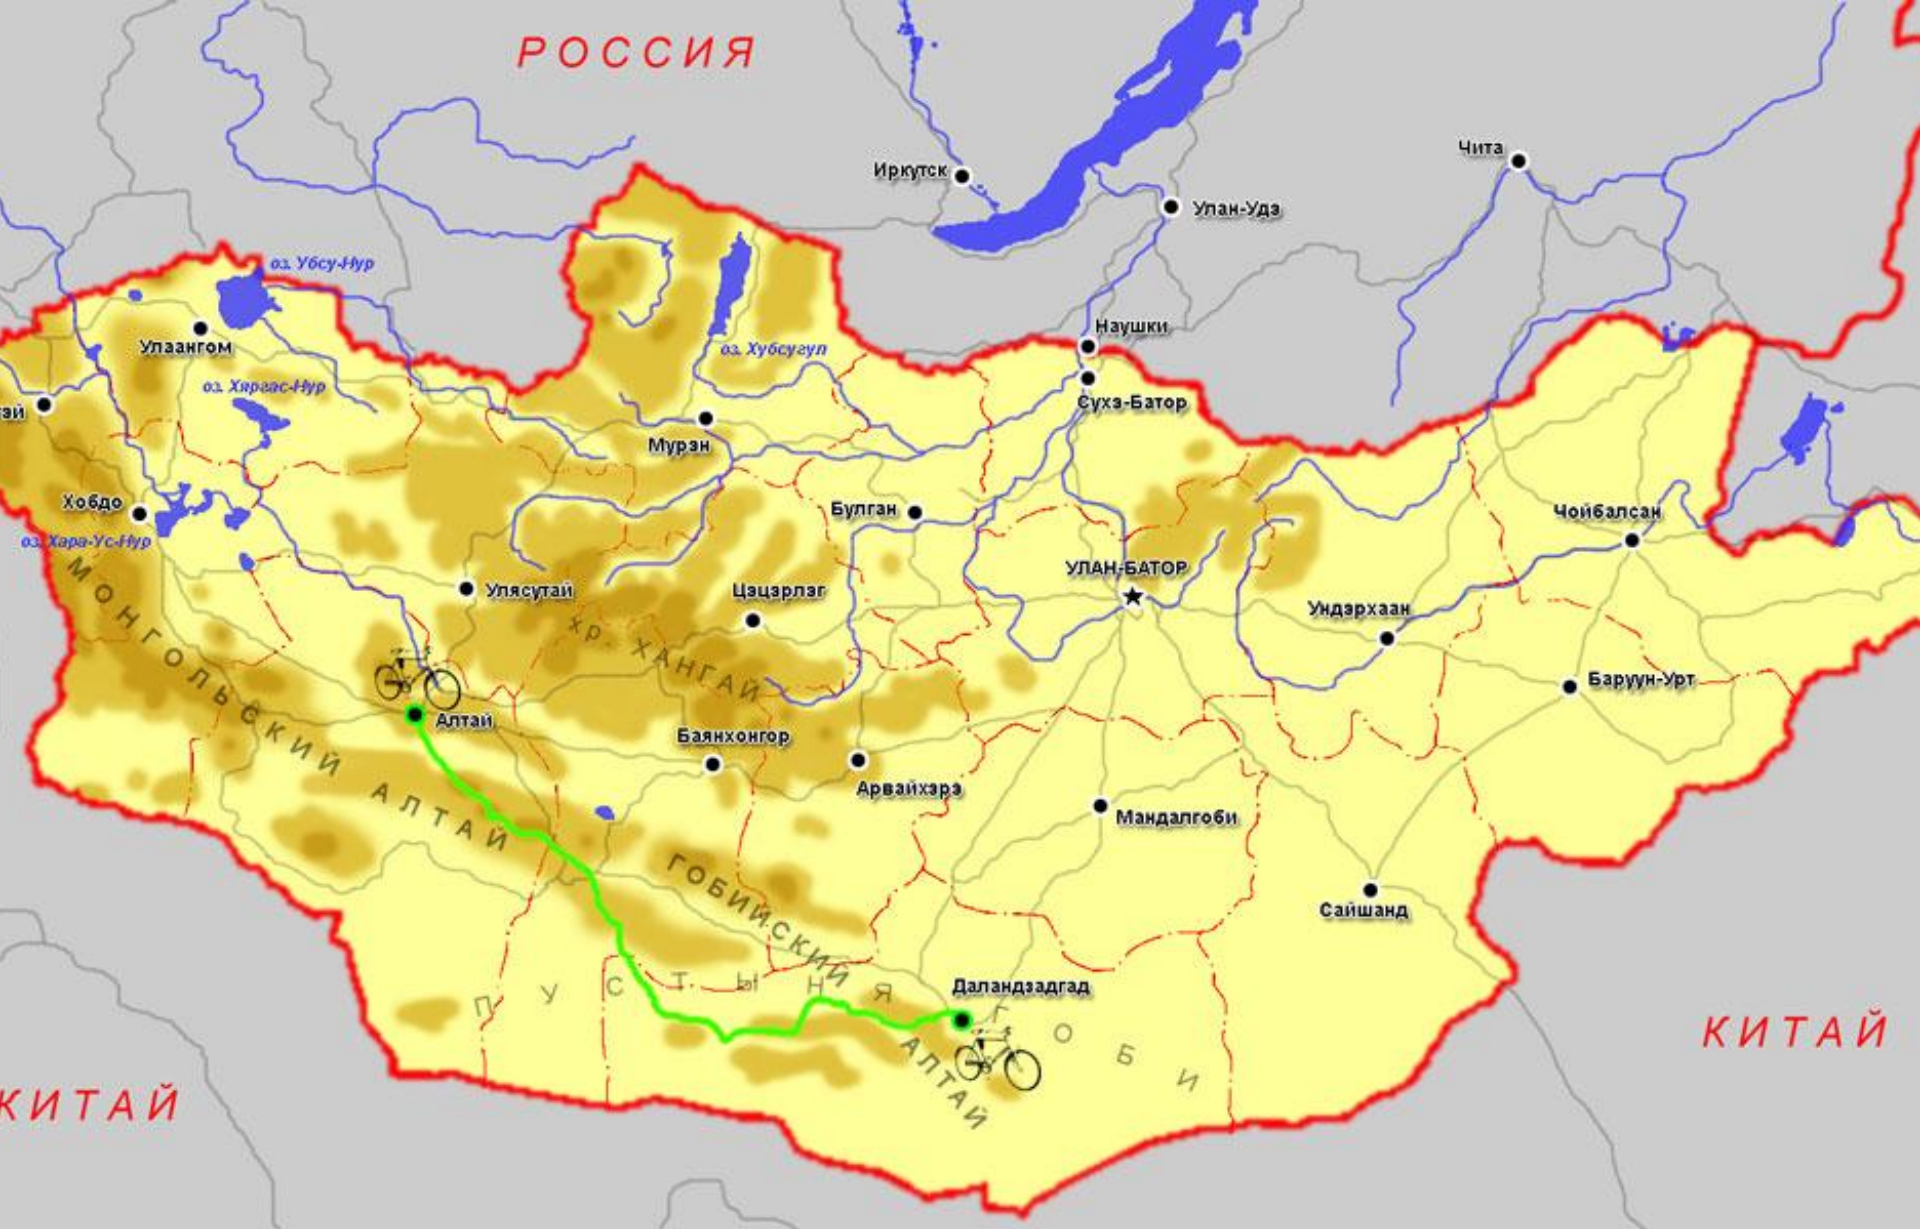 РОССИЯ
Чита
Иркутск
Улан-Удэ
оз. Убсу-Нур
Наушки
Улаангом
оз. Хубсугул
оз. Хяргас-Нур
Сухэ-Батор
Мурэн
Хобдо
Булган
Чойбалсан
оз. Хара-Ус-Нур
УЛАН-БАТОР
Улясутай
Цэцэрлэг
Ундэрхаан
хр. ХАНГАЙ
Баруун-Урт
МОНГОЛЬСКИЙ АЛТАЙ
Алтай
Баянхонгор
Арвайхэрэ
Мандалгоби
ГОБИЙСКИЙ АЛТАЙ
Сайшанд
ПУСТЫНЯ ГОБИ
Даландзадгад
КИТАЙ
КИТАЙ